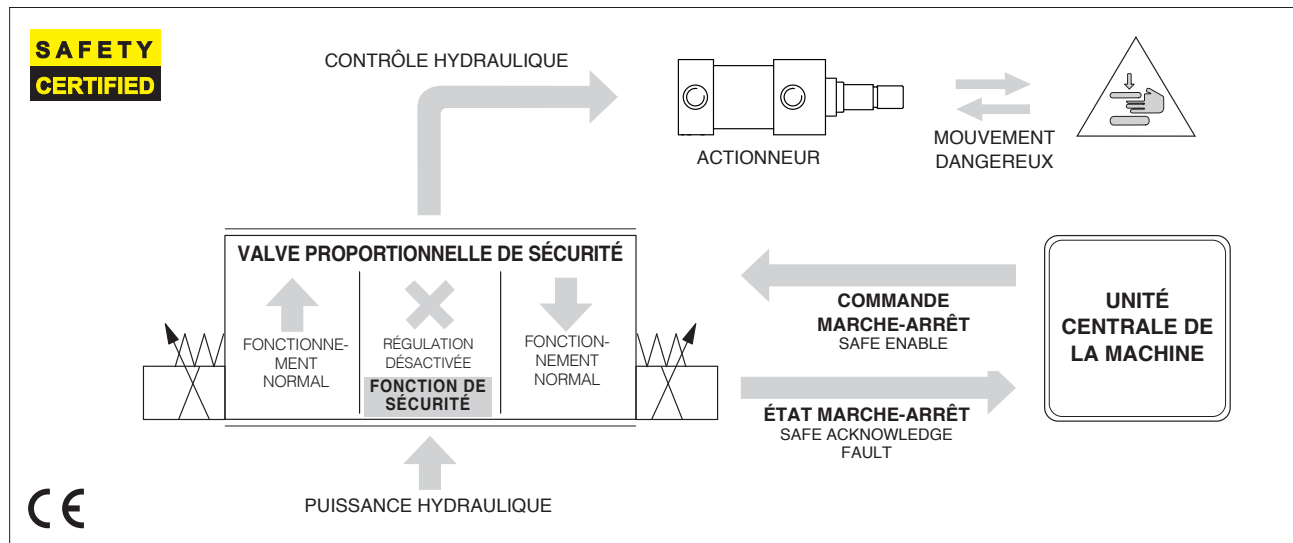 SAFETY
CERTIFIED
CONTRÔLE HYDRAULIQUE
ACTIONNEUR
MOUVEMENT
DANGEREUX
VALVE PROPORTIONNELLE DE SÉCURITÉ
FONCTIONNE-
MENT
NORMAL
RÉGULATION
DÉSACTIVÉE
FONCTION DE
SÉCURITÉ
FONCTION-
NEMENT
NORMAL
COMMANDE
MARCHE-ARRÊT
SAFE ENABLE
ÉTAT MARCHE-ARRÊT
SAFE ACKNOWLEDGE
FAULT
UNITÉ
CENTRALE DE
LA MACHINE
PUISSANCE HYDRAULIQUE
CE